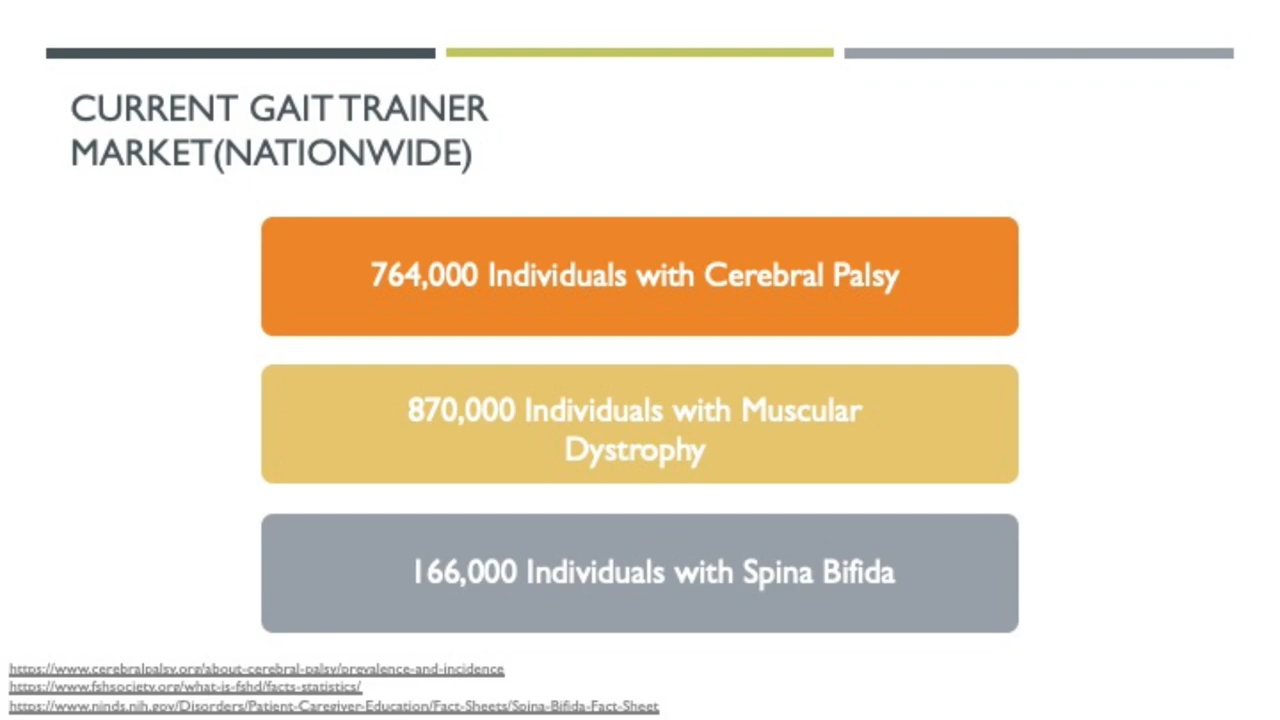 CURRENT GAIT TRAINER
MARKET(NATIONWIDE)
764,000 Individuals with Cerebral Palsy
870,000 Individuals with Muscular
Dystrophy
166,000 Individuals with Spina Bifida
https://www.cerebralpalsy.org/about-cerebral-palsy/prevalence-and-incidence
https://www.fshsociety.org/what-is-fshd/facts-statistics/
https://www.ninds.nih.gov/Disorders/Patient-Caregiver-Education/Fact-Sheets/Spina-Bifida-Fact-Sheet